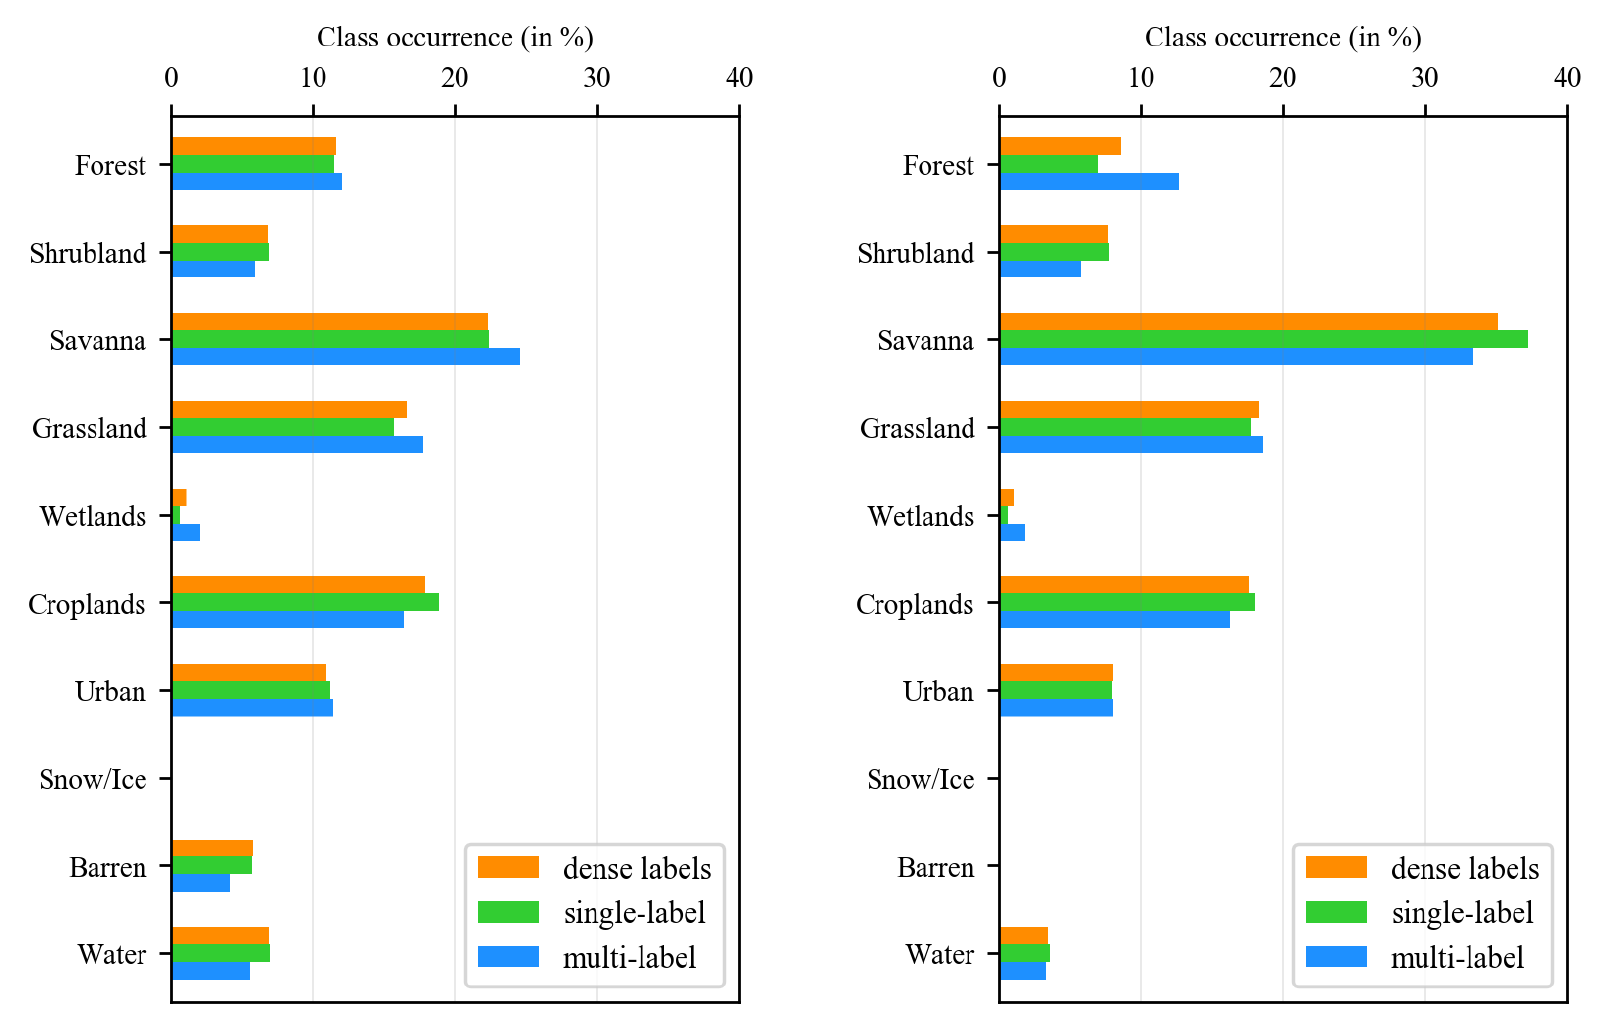 Class occurrence (in %)
0 10 20 30 40
Forest
Shrubland
Savanna
Grassland
Wetlands
Croplands
Urban
Snow/Ice
Barren
Water
dense labels
single-label
multi-label
Class occurrence (in %)
0 10 20 30 40
Forest
Shrubland
Savanna
Grassland
Wetlands
Croplands
Urban
Snow/Ice
Barren
Water
dense labels
single-label
multi-label